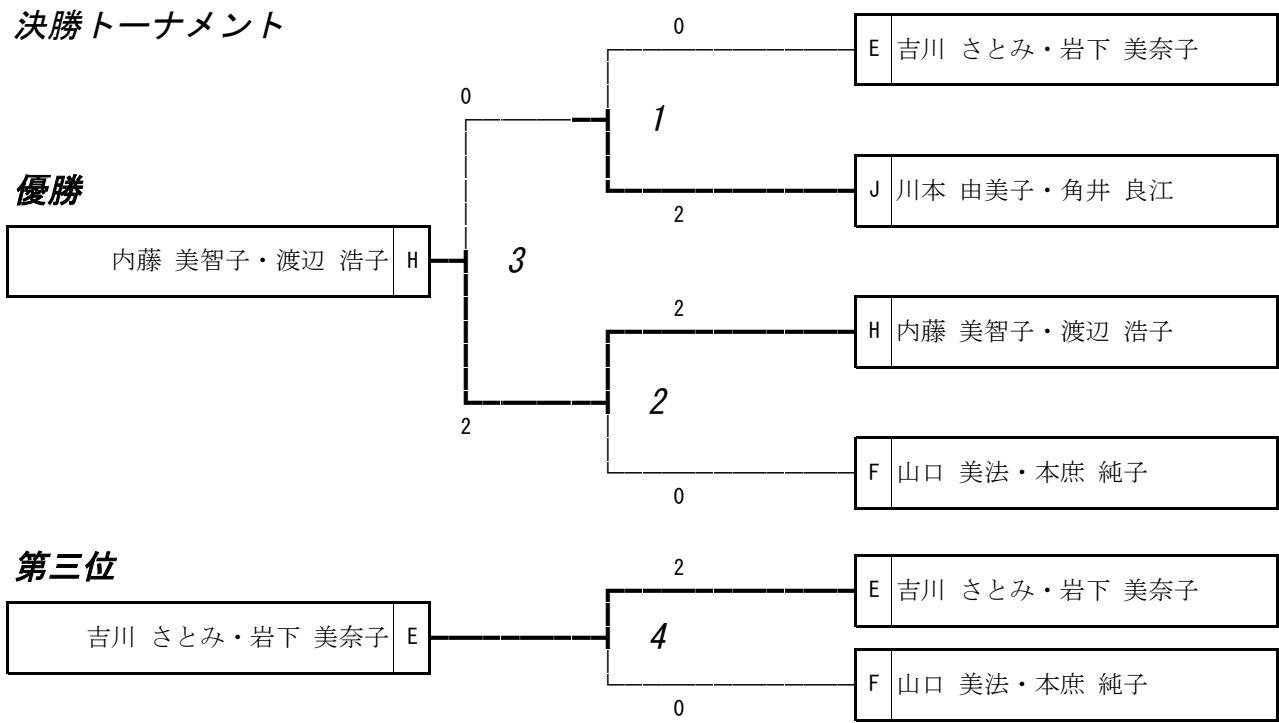 決勝トーナメント
0
E 吉川 さとみ・岩下 美奈子
0
1
優勝
J 川本 由美子・角井 良江
2
内藤 美智子・渡辺 浩子 H
3
2
H 内藤 美智子・渡辺 浩子
2
2
F 山口 美法・本庶 純子
0
第三位
2
E 吉川 さとみ・岩下 美奈子
吉川 さとみ・岩下 美奈子 E
4
F 山口 美法・本庶 純子
0